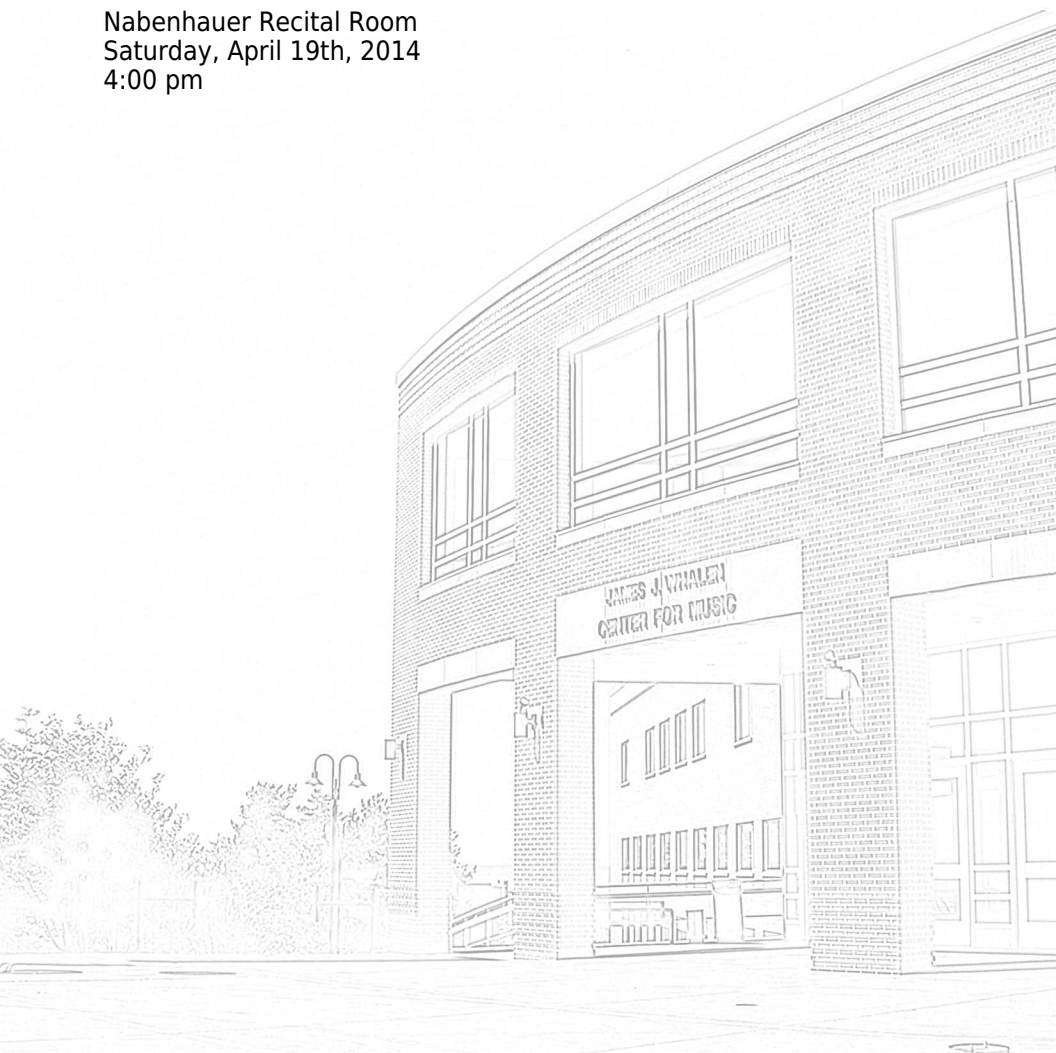 Nabenhauer Recital Room
Saturday, April 19th, 2014
4:00 pm
JAMES J. WHALEN
CENTER FOR MUSIC